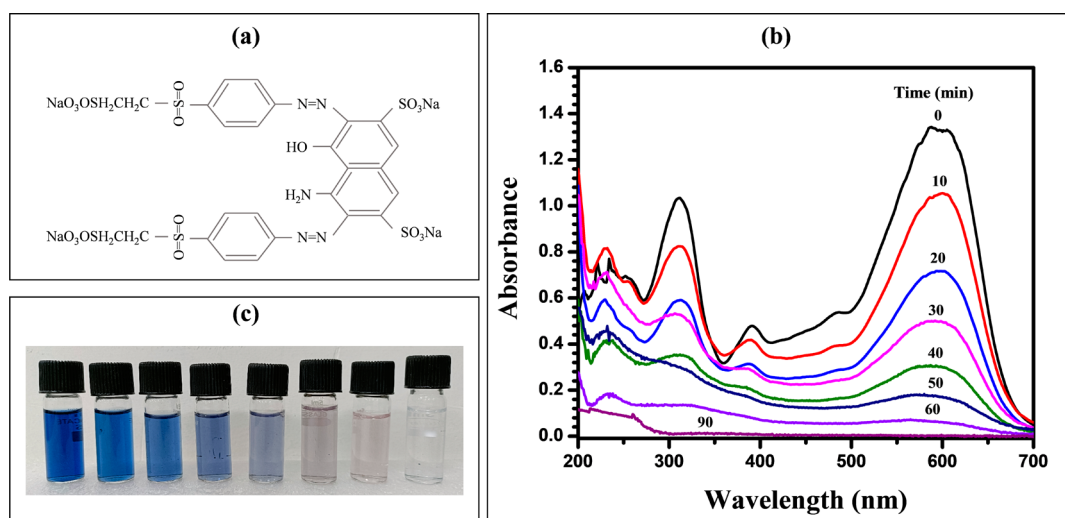 (a)
NaO₃OSH₂CH₂C
S
O
O
N=N
SO₃Na
HO
H₂N
NaO₃OSH₂CH₂C
S
O
O
N=N
SO₃Na
(b)
Absorbance
1.6
1.4
1.2
1.0
0.8
0.6
0.4
0.2
0.0
Time (min)
0
10
20
30
40
50
60
90
200 300 400 500 600 700
Wavelength (nm)
(c)